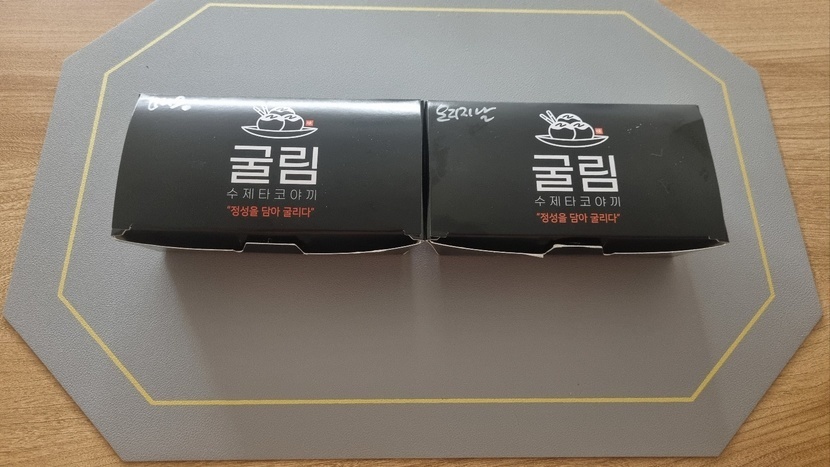 굴림
수제타코야끼
"정성을 담아 굴리다"
오리지날
굴림
수제타코야끼
"정성을 담아 굴리다"